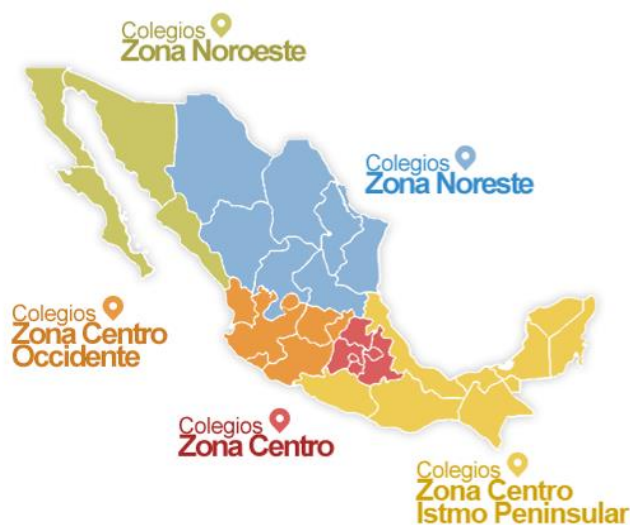 Colegios
Zona Noroeste
Colegios
Zona Noreste
Colegios
Zona Centro
Occidente
Colegios
Zona Centro
Colegios
Zona Centro
Istmo Peninsular